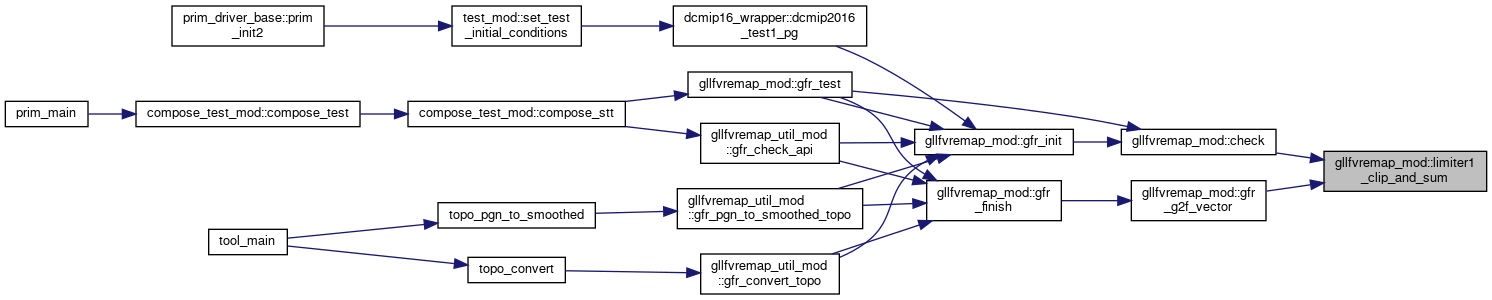 prim_driver_base::prim
_init2
test_mod::set_test
_initial_conditions
dcmip16_wrapper::dcmip2016
_test1_pg
prim_main
compose_test_mod::compose_test
compose_test_mod::compose_stt
gllfvremap_mod::gfr_test
gllfvremap_util_mod
::gfr_check_api
gllfvremap_mod::gfr_init
gllfvremap_mod::check
gllfvremap_mod::limiter1
_clip_and_sum
tool_main
topo_pgn_to_smoothed
gllfvremap_util_mod
::gfr_pgn_to_smoothed_topo
gllfvremap_mod::gfr
_finish
gllfvremap_mod::gfr
_g2f_vector
topo_convert
gllfvremap_util_mod
::gfr_convert_topo